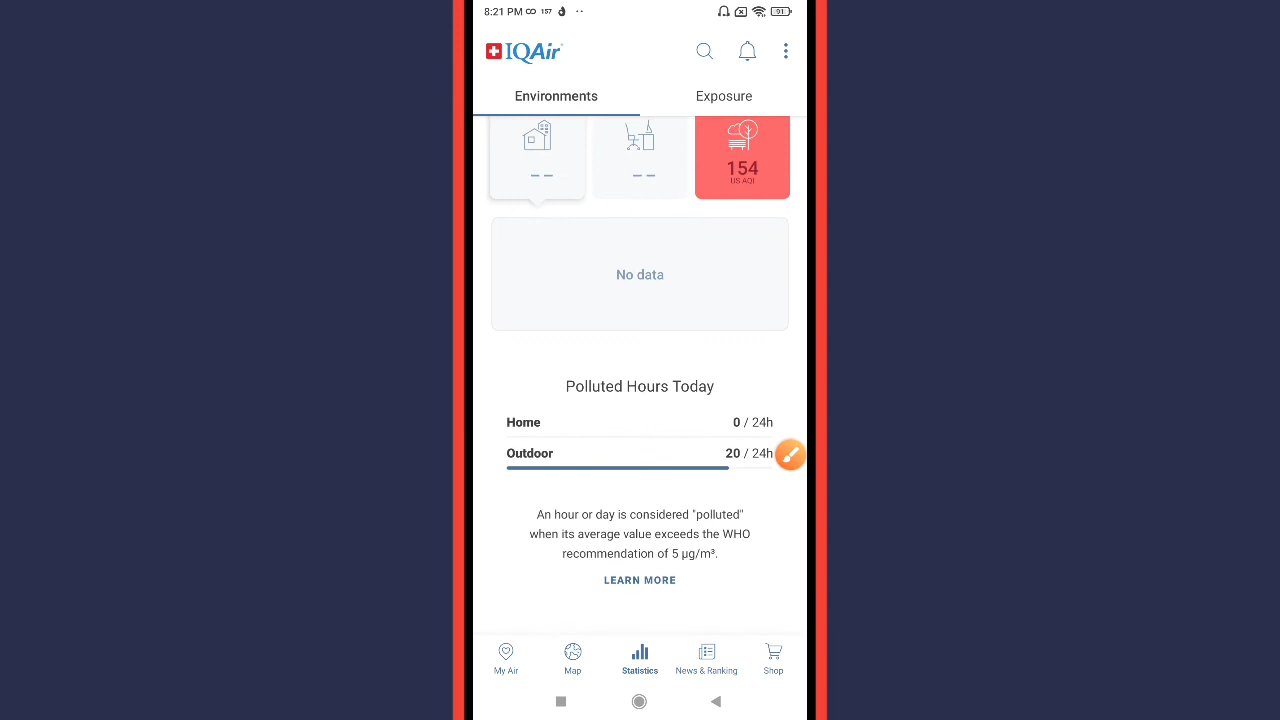 8:21 PM 157 91
IQAir
Environments Exposure
-- -- 154
US AQI
No data
Polluted Hours Today
Home 0 / 24h
Outdoor 20 / 24h
An hour or day is considered "polluted"
when its average value exceeds the WHO
recommendation of 5 μg/m³.
LEARN MORE
My Air Map Statistics News & Ranking Shop